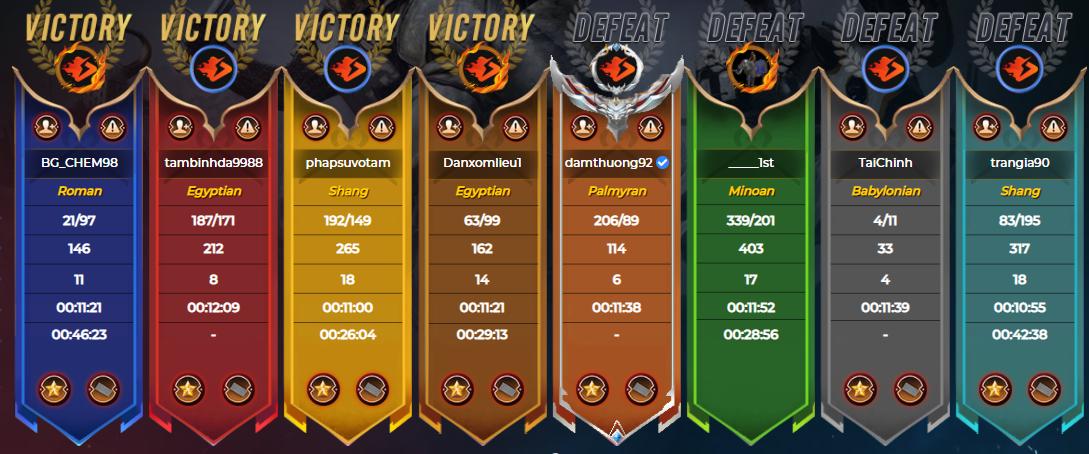 VICTORY VICTORY VICTORY VICTORY DEFEAT DEFEAT DEFEAT DEFEAT
BG_CHEM98 tambinhda9988 phapsuvotam Danxomlieu1 damthuong92 ____1st TaiChinh trangia90
Roman Egyptian Shang Egyptian Palmyran Minoan Babylonian Shang
21/97 187/171 192/149 63/99 206/89 339/201 4/11 83/195
146 212 265 162 114 403 33 317
11 8 18 14 6 17 4 18
00:11:21 00:12:09 00:11:00 00:11:21 00:11:38 00:11:52 00:11:39 00:10:55
00:46:23 - 00:26:04 00:29:13 - 00:28:56 - 00:42:38